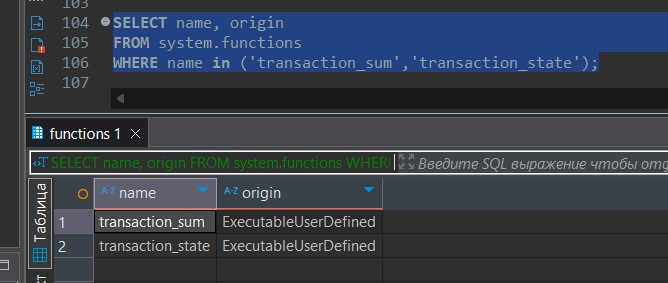 103
104 SELECT name, origin
105 FROM system.functions
106 WHERE name in ('transaction_sum','transaction_state');
107
functions 1
SELECT name, origin FROM system.functions WHERE
Введите SQL выражение чтобы отф
Таблица
A-Z name A-Z origin
1 transaction_sum ExecutableUserDefined
2 transaction_state ExecutableUserDefined